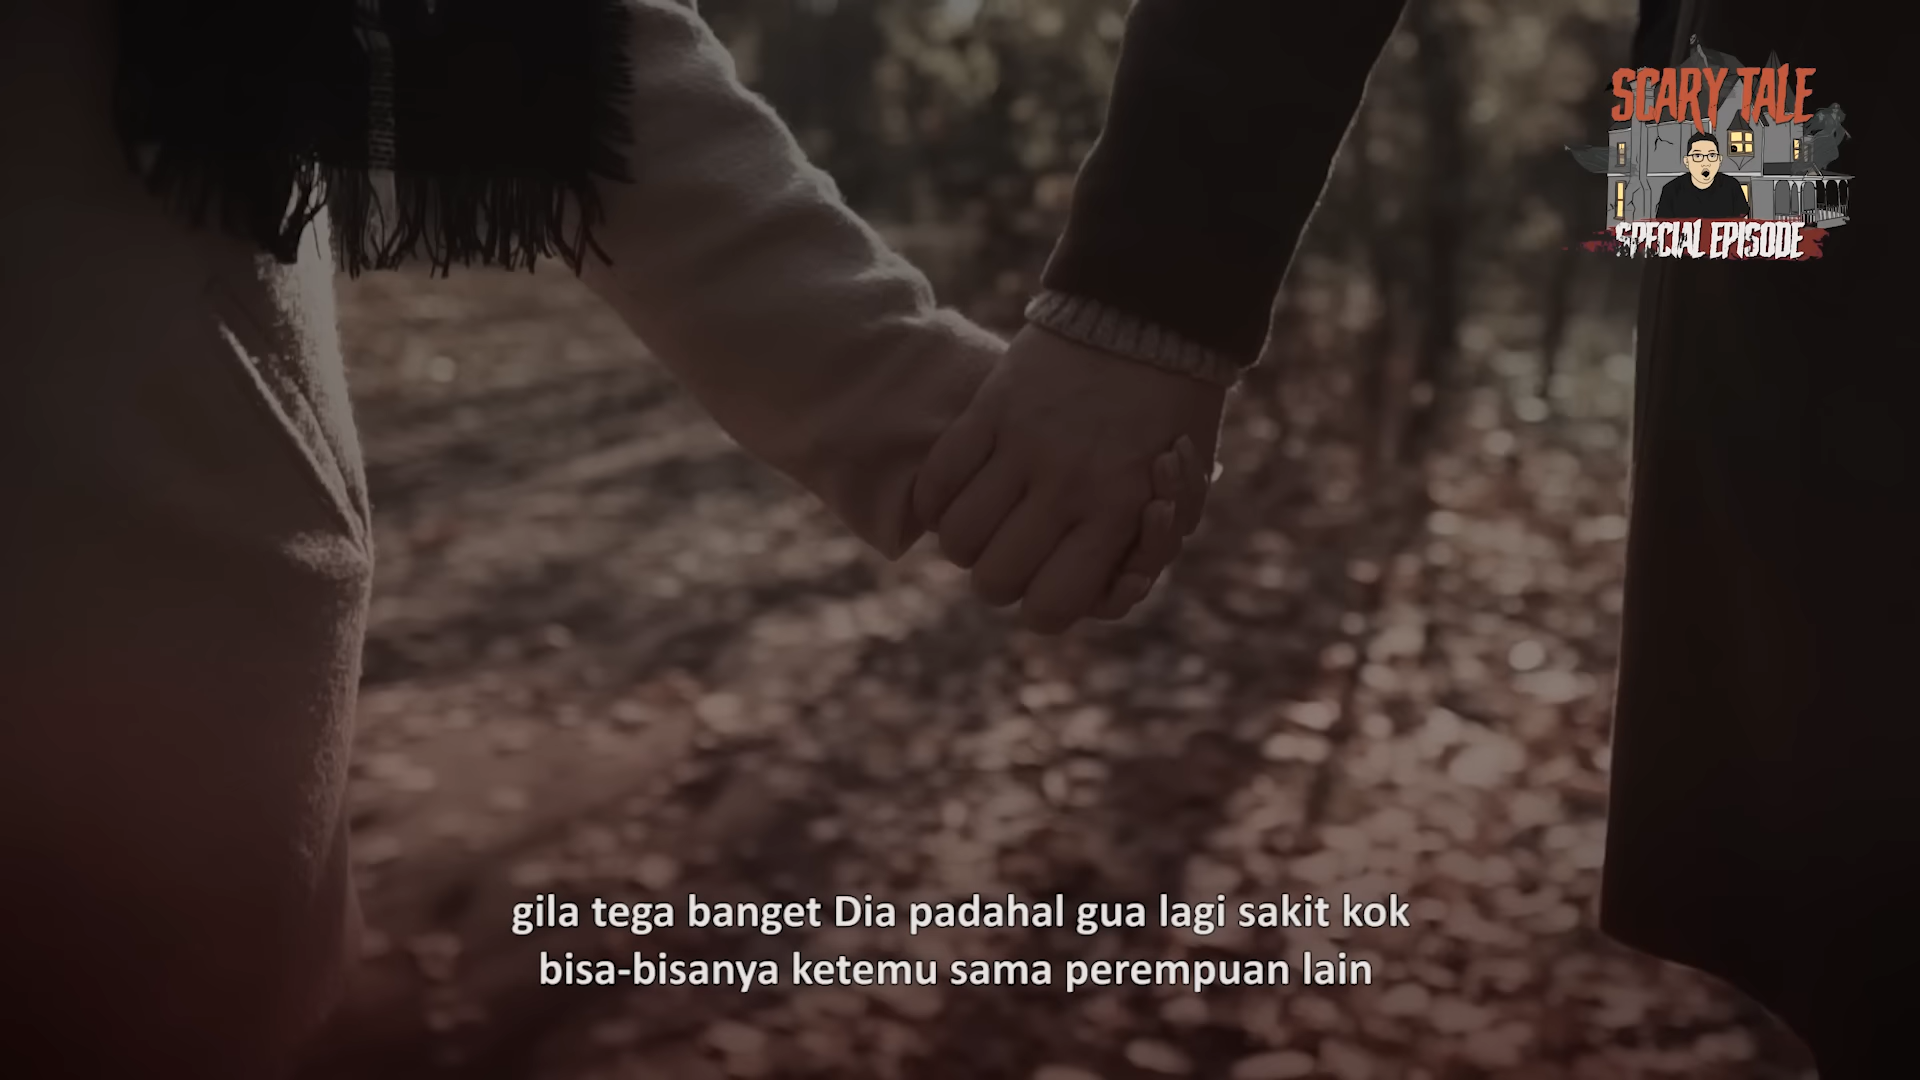 SCARY TALE
SPECIAL EPISODE
gila tega banget Dia padahal gua lagi sakit kok
bisa-bisanya ketemu sama perempuan lain